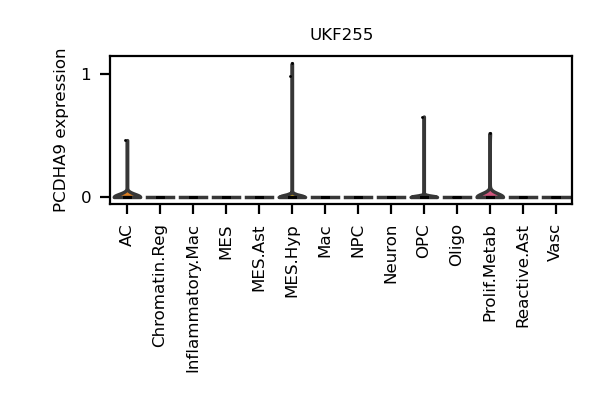 UKF255
PCDHA9 expression
1
0
AC
Chromatin.Reg
Inflammatory.Mac
MES
MES.Ast
MES.Hyp
Mac
NPC
Neuron
OPC
Oligo
Prolif.Metab
Reactive.Ast
Vasc